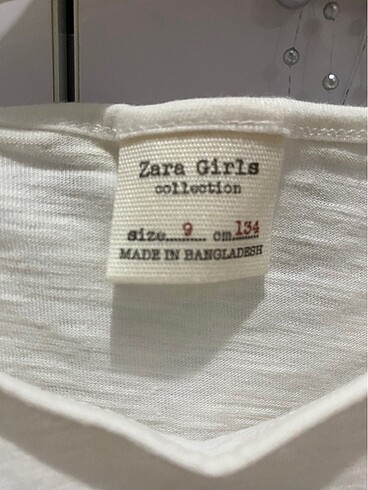 Zara Girls
collection
size......9.... cm..134
MADE IN BANGLADESH